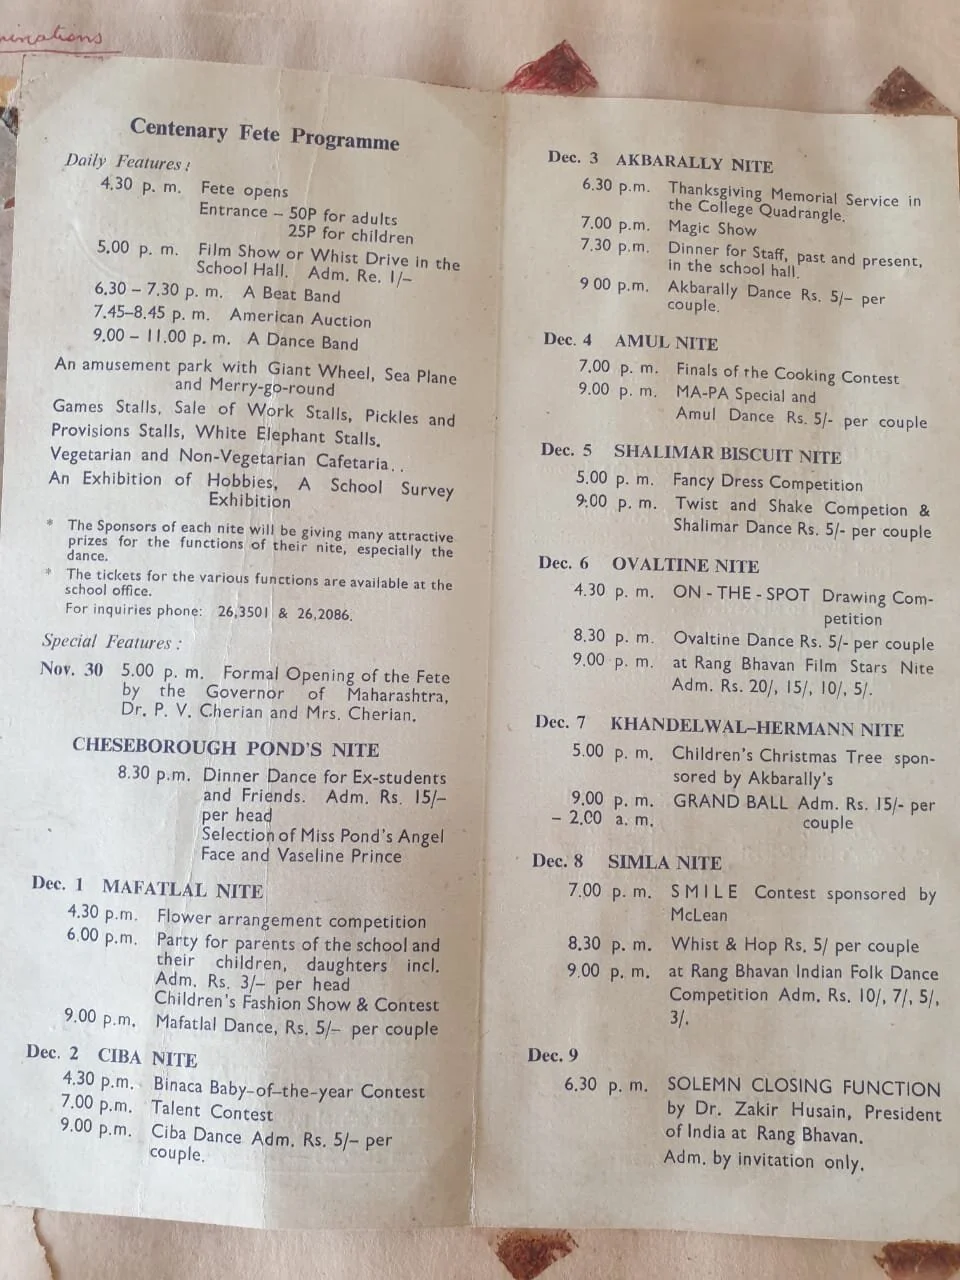 Centenary Fete Programme
Daily Features :
4.30 p. m. Fete opens
Entrance – 50P for adults
25P for children
5.00 p. m. Film Show or Whist Drive in the
School Hall. Adm. Re. 1/–
6.30 – 7.30 p. m. A Beat Band
7.45–8.45 p. m. American Auction
9.00 – 11.00 p. m. A Dance Band
An amusement park with Giant Wheel, Sea Plane
and Merry-go-round
Games Stalls, Sale of Work Stalls, Pickles and
Provisions Stalls, White Elephant Stalls.
Vegetarian and Non-Vegetarian Cafetaria..
An Exhibition of Hobbies, A School Survey
Exhibition
* The Sponsors of each nite will be giving many attractive
prizes for the functions of their nite, especially the
dance.
* The tickets for the various functions are available at the
school office.
For inquiries phone: 26,3501 & 26,2086.
Special Features :
Nov. 30 5.00 p. m. Formal Opening of the Fete
by the Governor of Maharashtra,
Dr. P. V. Cherian and Mrs. Cherian.
CHESEBOROUGH POND'S NITE
8.30 p.m. Dinner Dance for Ex-students
and Friends. Adm. Rs. 15/–
per head
Selection of Miss Pond's Angel
Face and Vaseline Prince
Dec. 1 MAFATLAL NITE
4.30 p.m. Flower arrangement competition
6.00 p.m. Party for parents of the school and
their children, daughters incl.
Adm. Rs. 3/– per head
Children's Fashion Show & Contest
9.00 p.m. Mafatlal Dance, Rs. 5/– per couple
Dec. 2 CIBA NITE
4.30 p.m. Binaca Baby-of-the-year Contest
7.00 p.m. Talent Contest
9.00 p.m. Ciba Dance Adm. Rs. 5/– per
couple.
Dec. 3 AKBARALLY NITE
6.30 p.m. Thanksgiving Memorial Service in
the College Quadrangle.
7.00 p.m. Magic Show
7.30 p.m. Dinner for Staff, past and present,
in the school hall.
9 00 p.m. Akbarally Dance Rs. 5/– per
couple.
Dec. 4 AMUL NITE
7.00 p. m. Finals of the Cooking Contest
9.00 p. m. MA-PA Special and
Amul Dance Rs. 5/- per couple
Dec. 5 SHALIMAR BISCUIT NITE
5.00 p. m. Fancy Dress Competition
9:00 p. m. Twist and Shake Competion &
Shalimar Dance Rs. 5/- per couple
Dec. 6 OVALTINE NITE
4.30 p. m. ON - THE - SPOT Drawing Com-
petition
8.30 p. m. Ovaltine Dance Rs. 5/- per couple
9.00 p. m. at Rang Bhavan Film Stars Nite
Adm. Rs. 20/, 15/, 10/, 5/.
Dec. 7 KHANDELWAL–HERMANN NITE
5.00 p. m. Children's Christmas Tree spon-
sored by Akbarally's
9.00 p. m. GRAND BALL Adm. Rs. 15/- per
– 2.00 a. m. couple
Dec. 8 SIMLA NITE
7.00 p. m. S M I L E Contest sponsored by
McLean
8.30 p. m. Whist & Hop Rs. 5/ per couple
9.00 p. m. at Rang Bhavan Indian Folk Dance
Competition Adm. Rs. 10/, 7/, 5/,
3/.
Dec. 9
6.30 p. m. SOLEMN CLOSING FUNCTION
by Dr. Zakir Husain, President
of India at Rang Bhavan.
Adm. by invitation only.